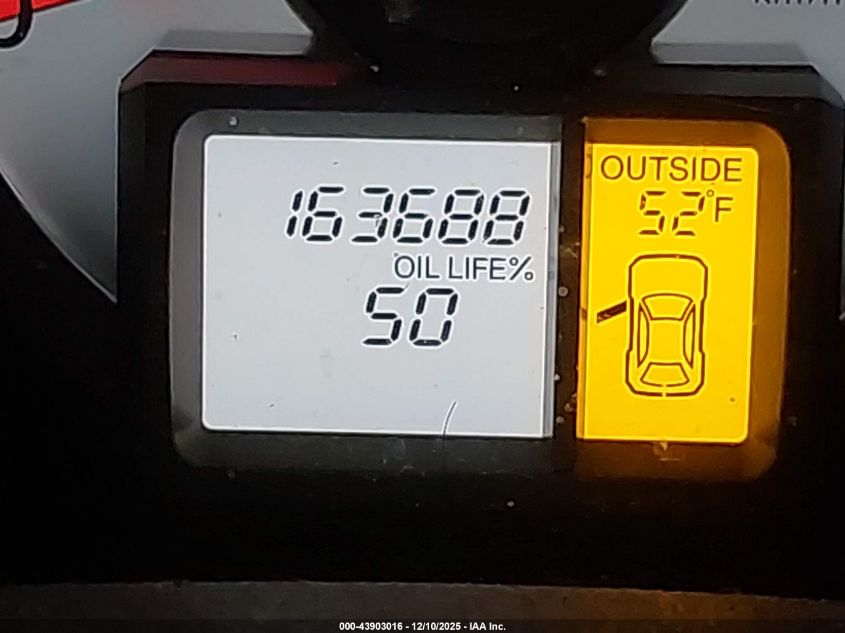 163688
OIL LIFE%
50
OUTSIDE
52°F
000-43903016 - 12/10/2025 - IAA Inc.